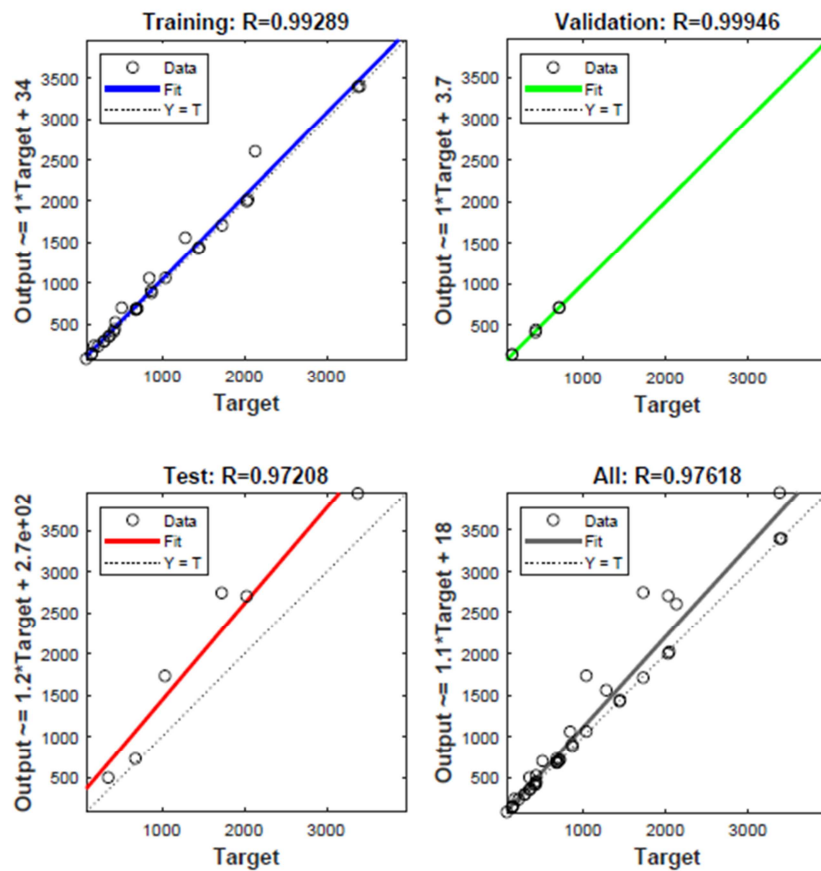 Training: R=0.99289
Output ~= 1*Target + 34
3500
3000
2500
2000
1500
1000
500
Data
Fit
Y = T
1000 2000 3000
Target
Validation: R=0.99946
Output ~= 1*Target + 3.7
3500
3000
2500
2000
1500
1000
500
Data
Fit
Y = T
1000 2000 3000
Target
Test: R=0.97208
Output ~= 1.2*Target + 2.7e+02
3500
3000
2500
2000
1500
1000
500
Data
Fit
Y = T
1000 2000 3000
Target
All: R=0.97618
Output ~= 1.1*Target + 18
3500
3000
2500
2000
1500
1000
500
Data
Fit
Y = T
1000 2000 3000
Target